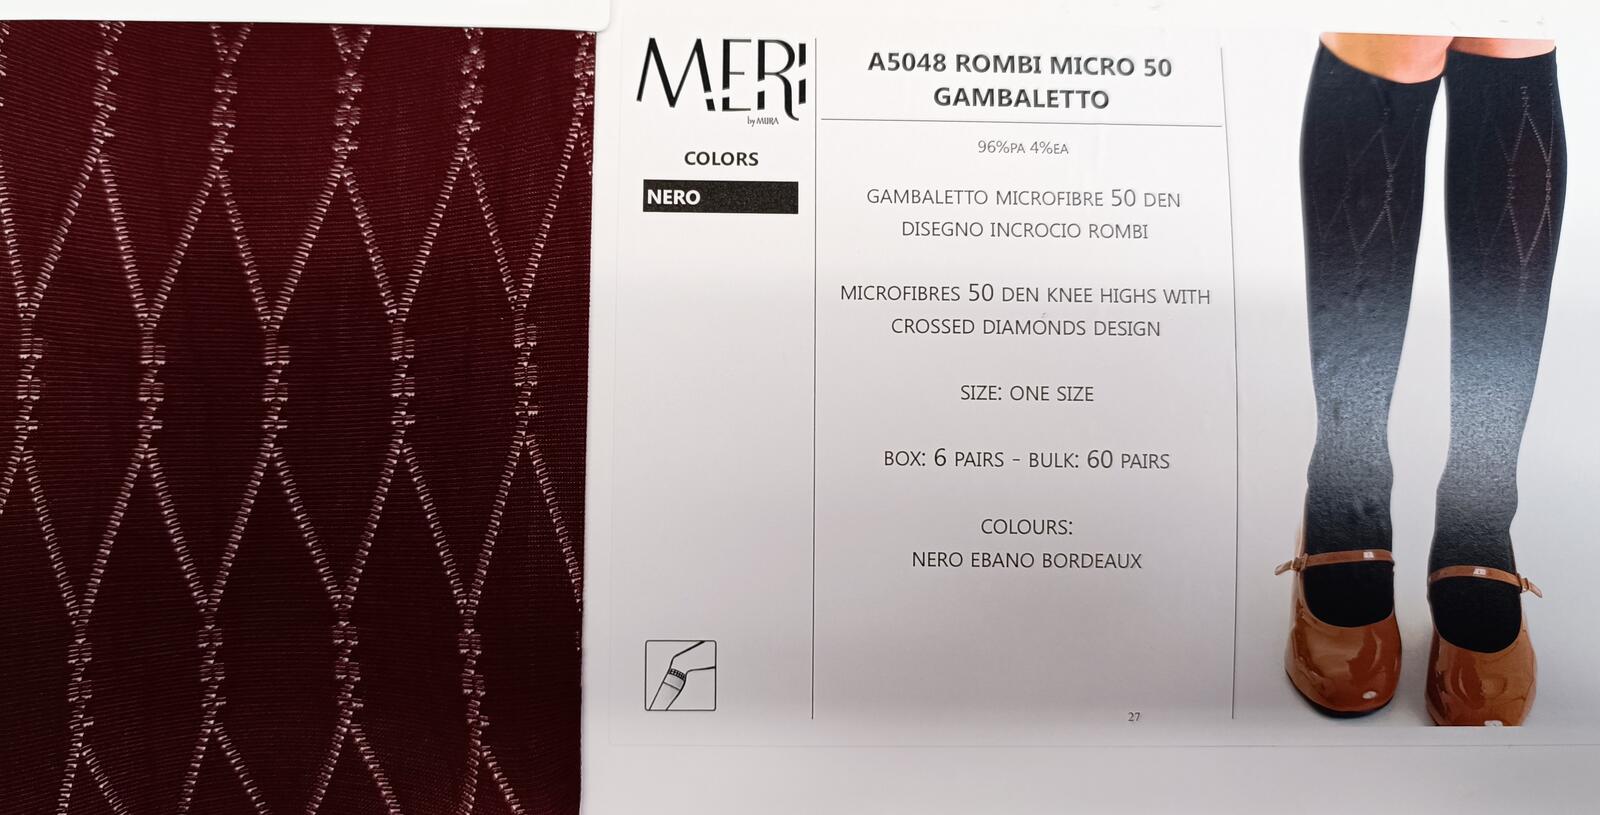 MERI
by MURA
COLORS
NERO
A5048 ROMBI MICRO 50
GAMBALETTO
96%PA 4%EA
GAMBALETTO MICROFIBRE 50 DEN
DISEGNO INCROCIO ROMBI
MICROFIBRES 50 DEN KNEE HIGHS WITH
CROSSED DIAMONDS DESIGN
SIZE: ONE SIZE
BOX: 6 PAIRS - BULK: 60 PAIRS
COLOURS:
NERO EBANO BORDEAUX
27